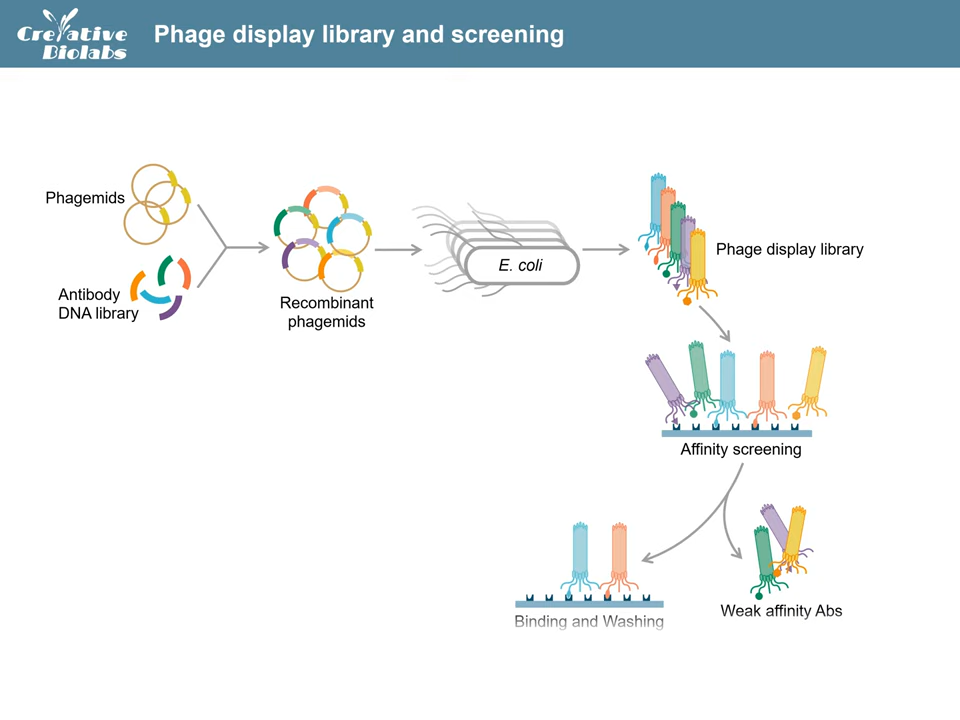 Creative
Biolabs
Phage display library and screening
Phagemids
Antibody
DNA library
Recombinant
phagemids
E. coli
Phage display library
Affinity screening
Binding and Washing
Weak affinity Abs